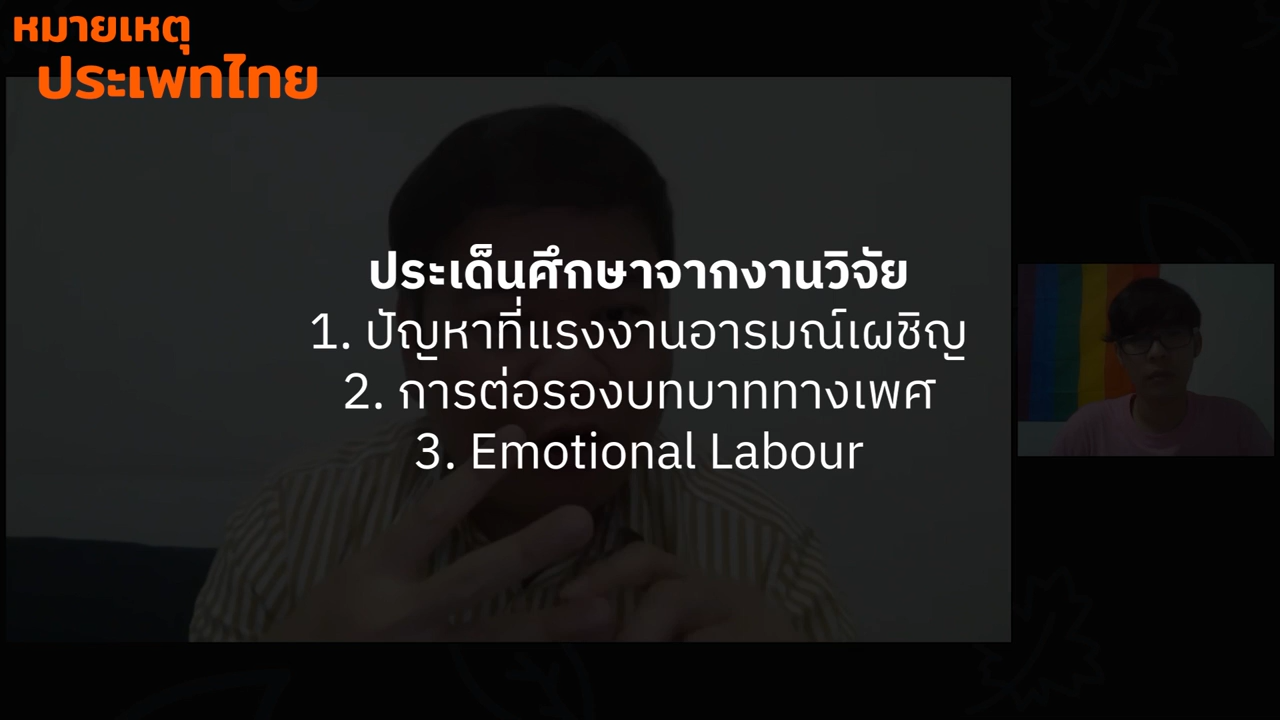 หมายเหตุ
ประเพทไทย
ประเด็นศึกษาจากงานวิจัย
1. ปัญหาที่แรงงานอารมณ์เผชิญ
2. การต่อรองบทบาททางเพศ
3. Emotional Labour